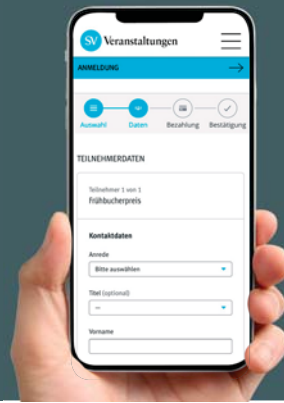 SV Veranstaltungen
ANMELDUNG
Auswahl Daten Bezahlung Bestätigung
TEILNEHMERDATEN
Teilnehmer 1 von 1
Frühbucherpreis
Kontaktdaten
Anrede
Bitte auswählen
Titel (optional)
--
Vorname